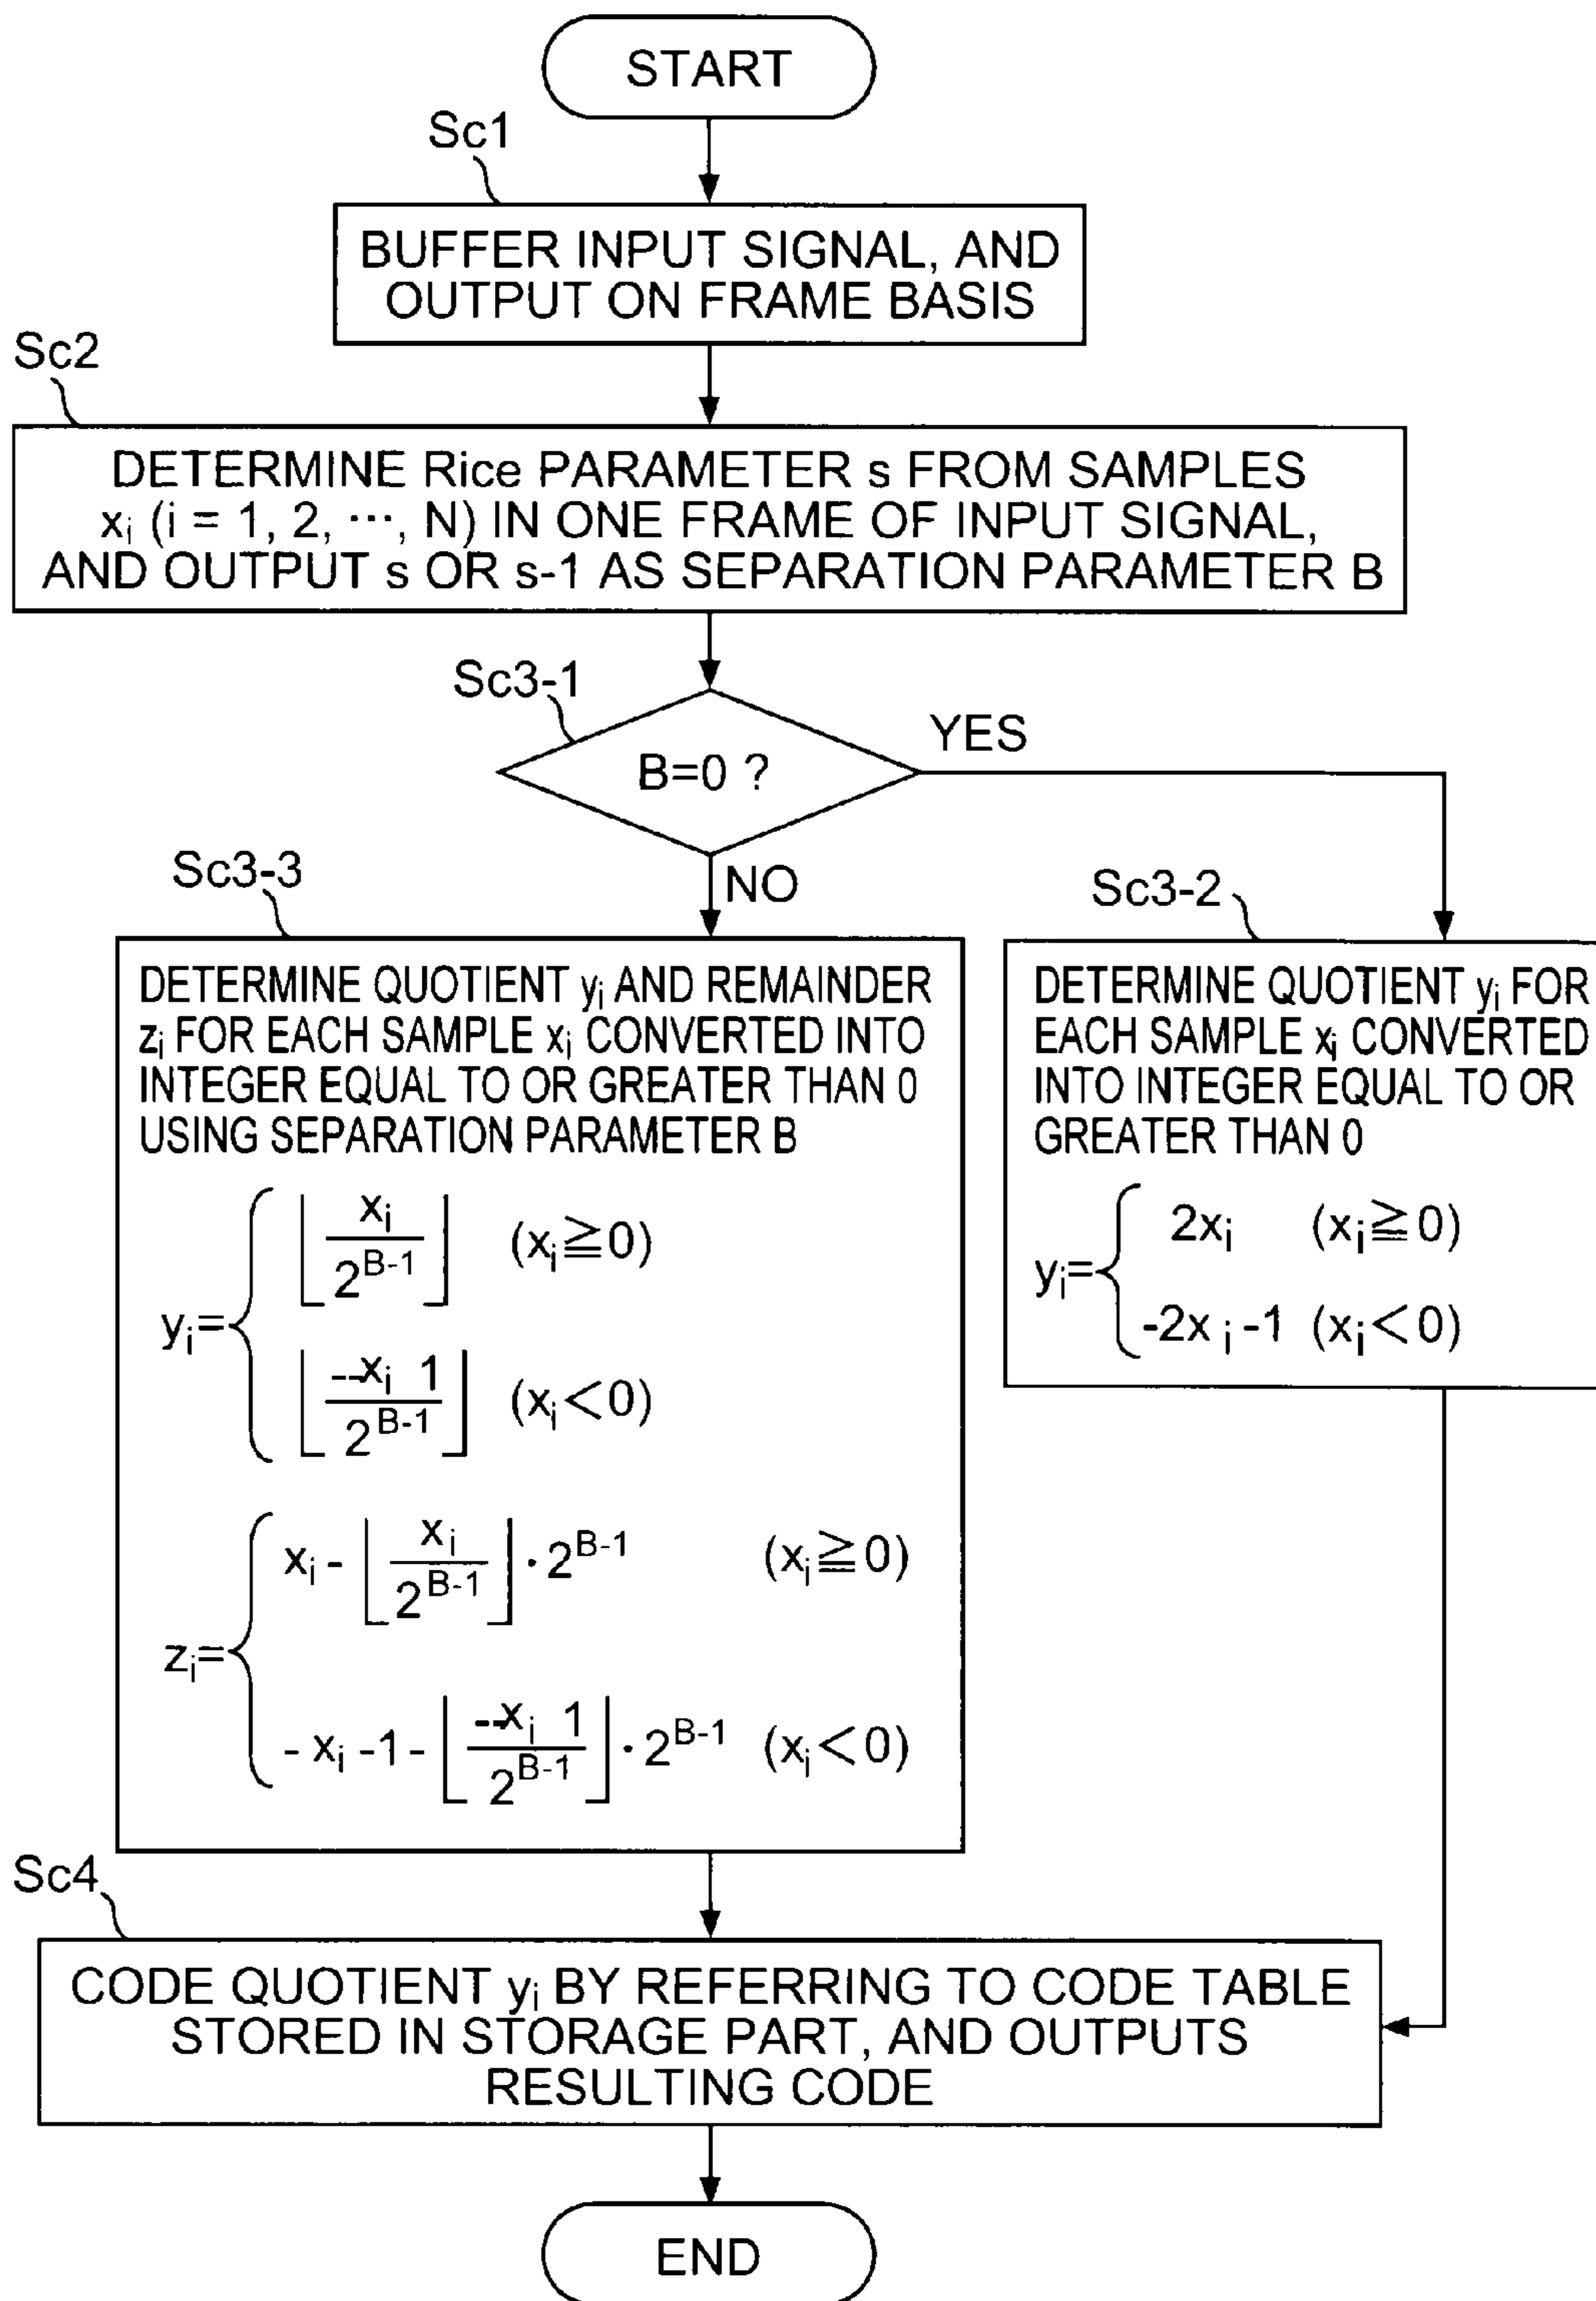 START
Sc1
BUFFER INPUT SIGNAL, AND
OUTPUT ON FRAME BASIS
Sc2
DETERMINE Rice PARAMETER s FROM SAMPLES
xᵢ (i = 1, 2, ···, N) IN ONE FRAME OF INPUT SIGNAL,
AND OUTPUT s OR s-1 AS SEPARATION PARAMETER B
Sc3-1
B=0 ?
YES
NO
Sc3-3
DETERMINE QUOTIENT yᵢ AND REMAINDER
zᵢ FOR EACH SAMPLE xᵢ CONVERTED INTO
INTEGER EQUAL TO OR GREATER THAN 0
USING SEPARATION PARAMETER B
yᵢ= { ⌊ xᵢ / 2^(B-1) ⌋ (xᵢ≧0)
⌊ --xᵢ 1 / 2^(B-1) ⌋ (xᵢ<0)
zᵢ= { xᵢ - ⌊ xᵢ / 2^(B-1) ⌋ · 2^(B-1) (xᵢ≧0)
- xᵢ -1- ⌊ --xᵢ 1 / 2^(B-1) ⌋ · 2^(B-1) (xᵢ<0)
Sc3-2
DETERMINE QUOTIENT yᵢ FOR
EACH SAMPLE xᵢ CONVERTED
INTO INTEGER EQUAL TO OR
GREATER THAN 0
yᵢ= { 2xᵢ (xᵢ≧0)
-2xᵢ -1 (xᵢ<0)
Sc4
CODE QUOTIENT yᵢ BY REFERRING TO CODE TABLE
STORED IN STORAGE PART, AND OUTPUTS
RESULTING CODE
END